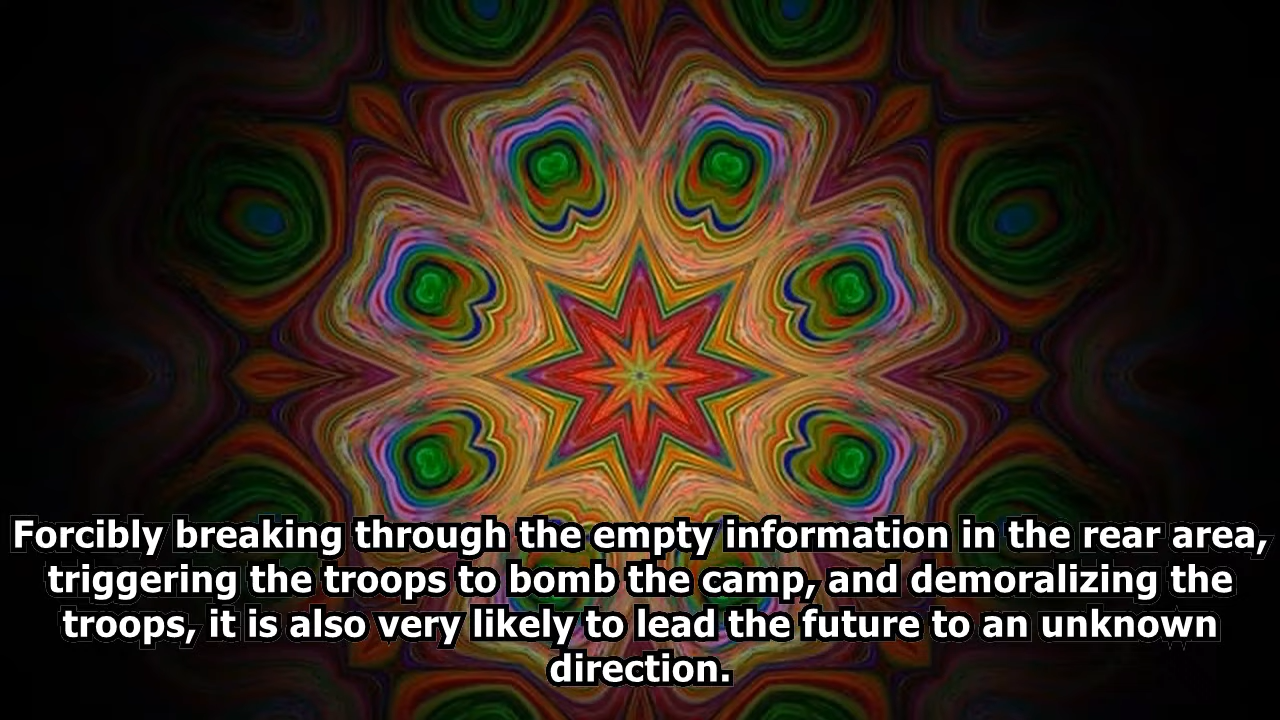 Forcibly breaking through the empty information in the rear area,
triggering the troops to bomb the camp, and demoralizing the
troops, it is also very likely to lead the future to an unknown
direction.